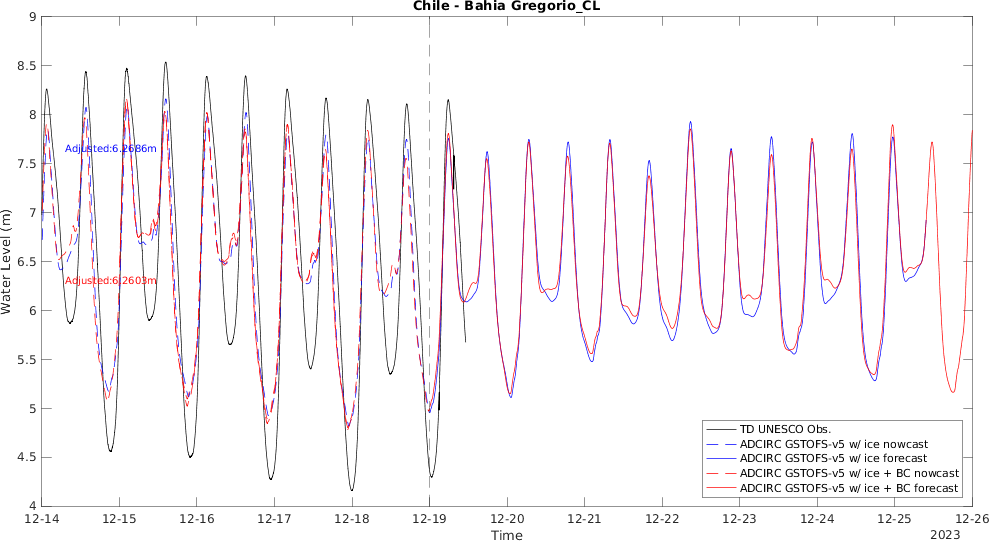 Chile - Bahia Gregorio_CL
9
8.5
8
7.5
7
6.5
6
5.5
5
4.5
4
Water Level (m)
Adjusted:6.2686m
Adjusted:6.2603m
TD UNESCO Obs.
ADCIRC GSTOFS-v5 w/ ice nowcast
ADCIRC GSTOFS-v5 w/ ice forecast
ADCIRC GSTOFS-v5 w/ ice + BC nowcast
ADCIRC GSTOFS-v5 w/ ice + BC forecast
12-14 12-15 12-16 12-17 12-18 12-19 12-20 12-21 12-22 12-23 12-24 12-25 12-26
Time
2023